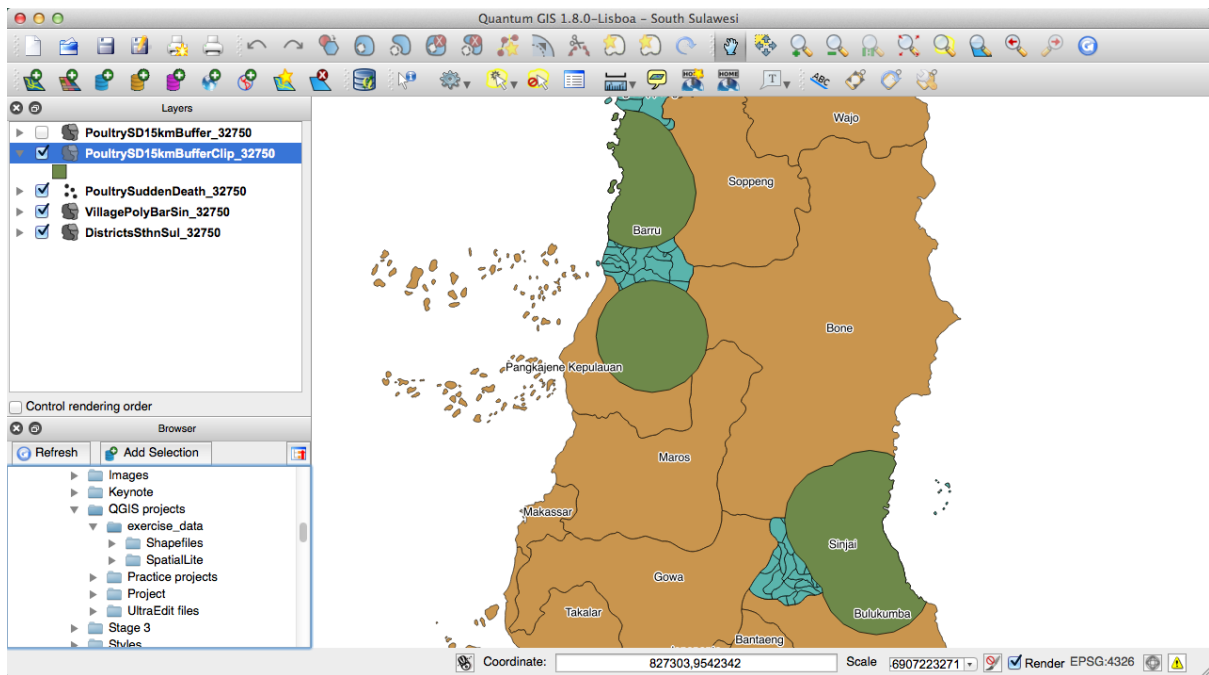 Quantum GIS 1.8.0-Lisboa - South Sulawesi
HOME
T
ABC
Layers
PoultrySD15kmBuffer_32750
PoultrySD15kmBufferClip_32750
PoultrySuddenDeath_32750
VillagePolyBarSin_32750
DistrictsSthnSul_32750
Control rendering order
Browser
Refresh
Add Selection
Images
Keynote
QGIS projects
exercise_data
Shapefiles
SpatialLite
Practice projects
Project
UltraEdit files
Stage 3
Styles
Wajo
Soppeng
Barru
Bone
Pangkajene Kepulauan
Maros
Makassar
Sinjai
Gowa
Takalar
Bulukumba
Bantaeng
Coordinate: 827303,9542342 Scale 6907223271 Render EPSG:4326